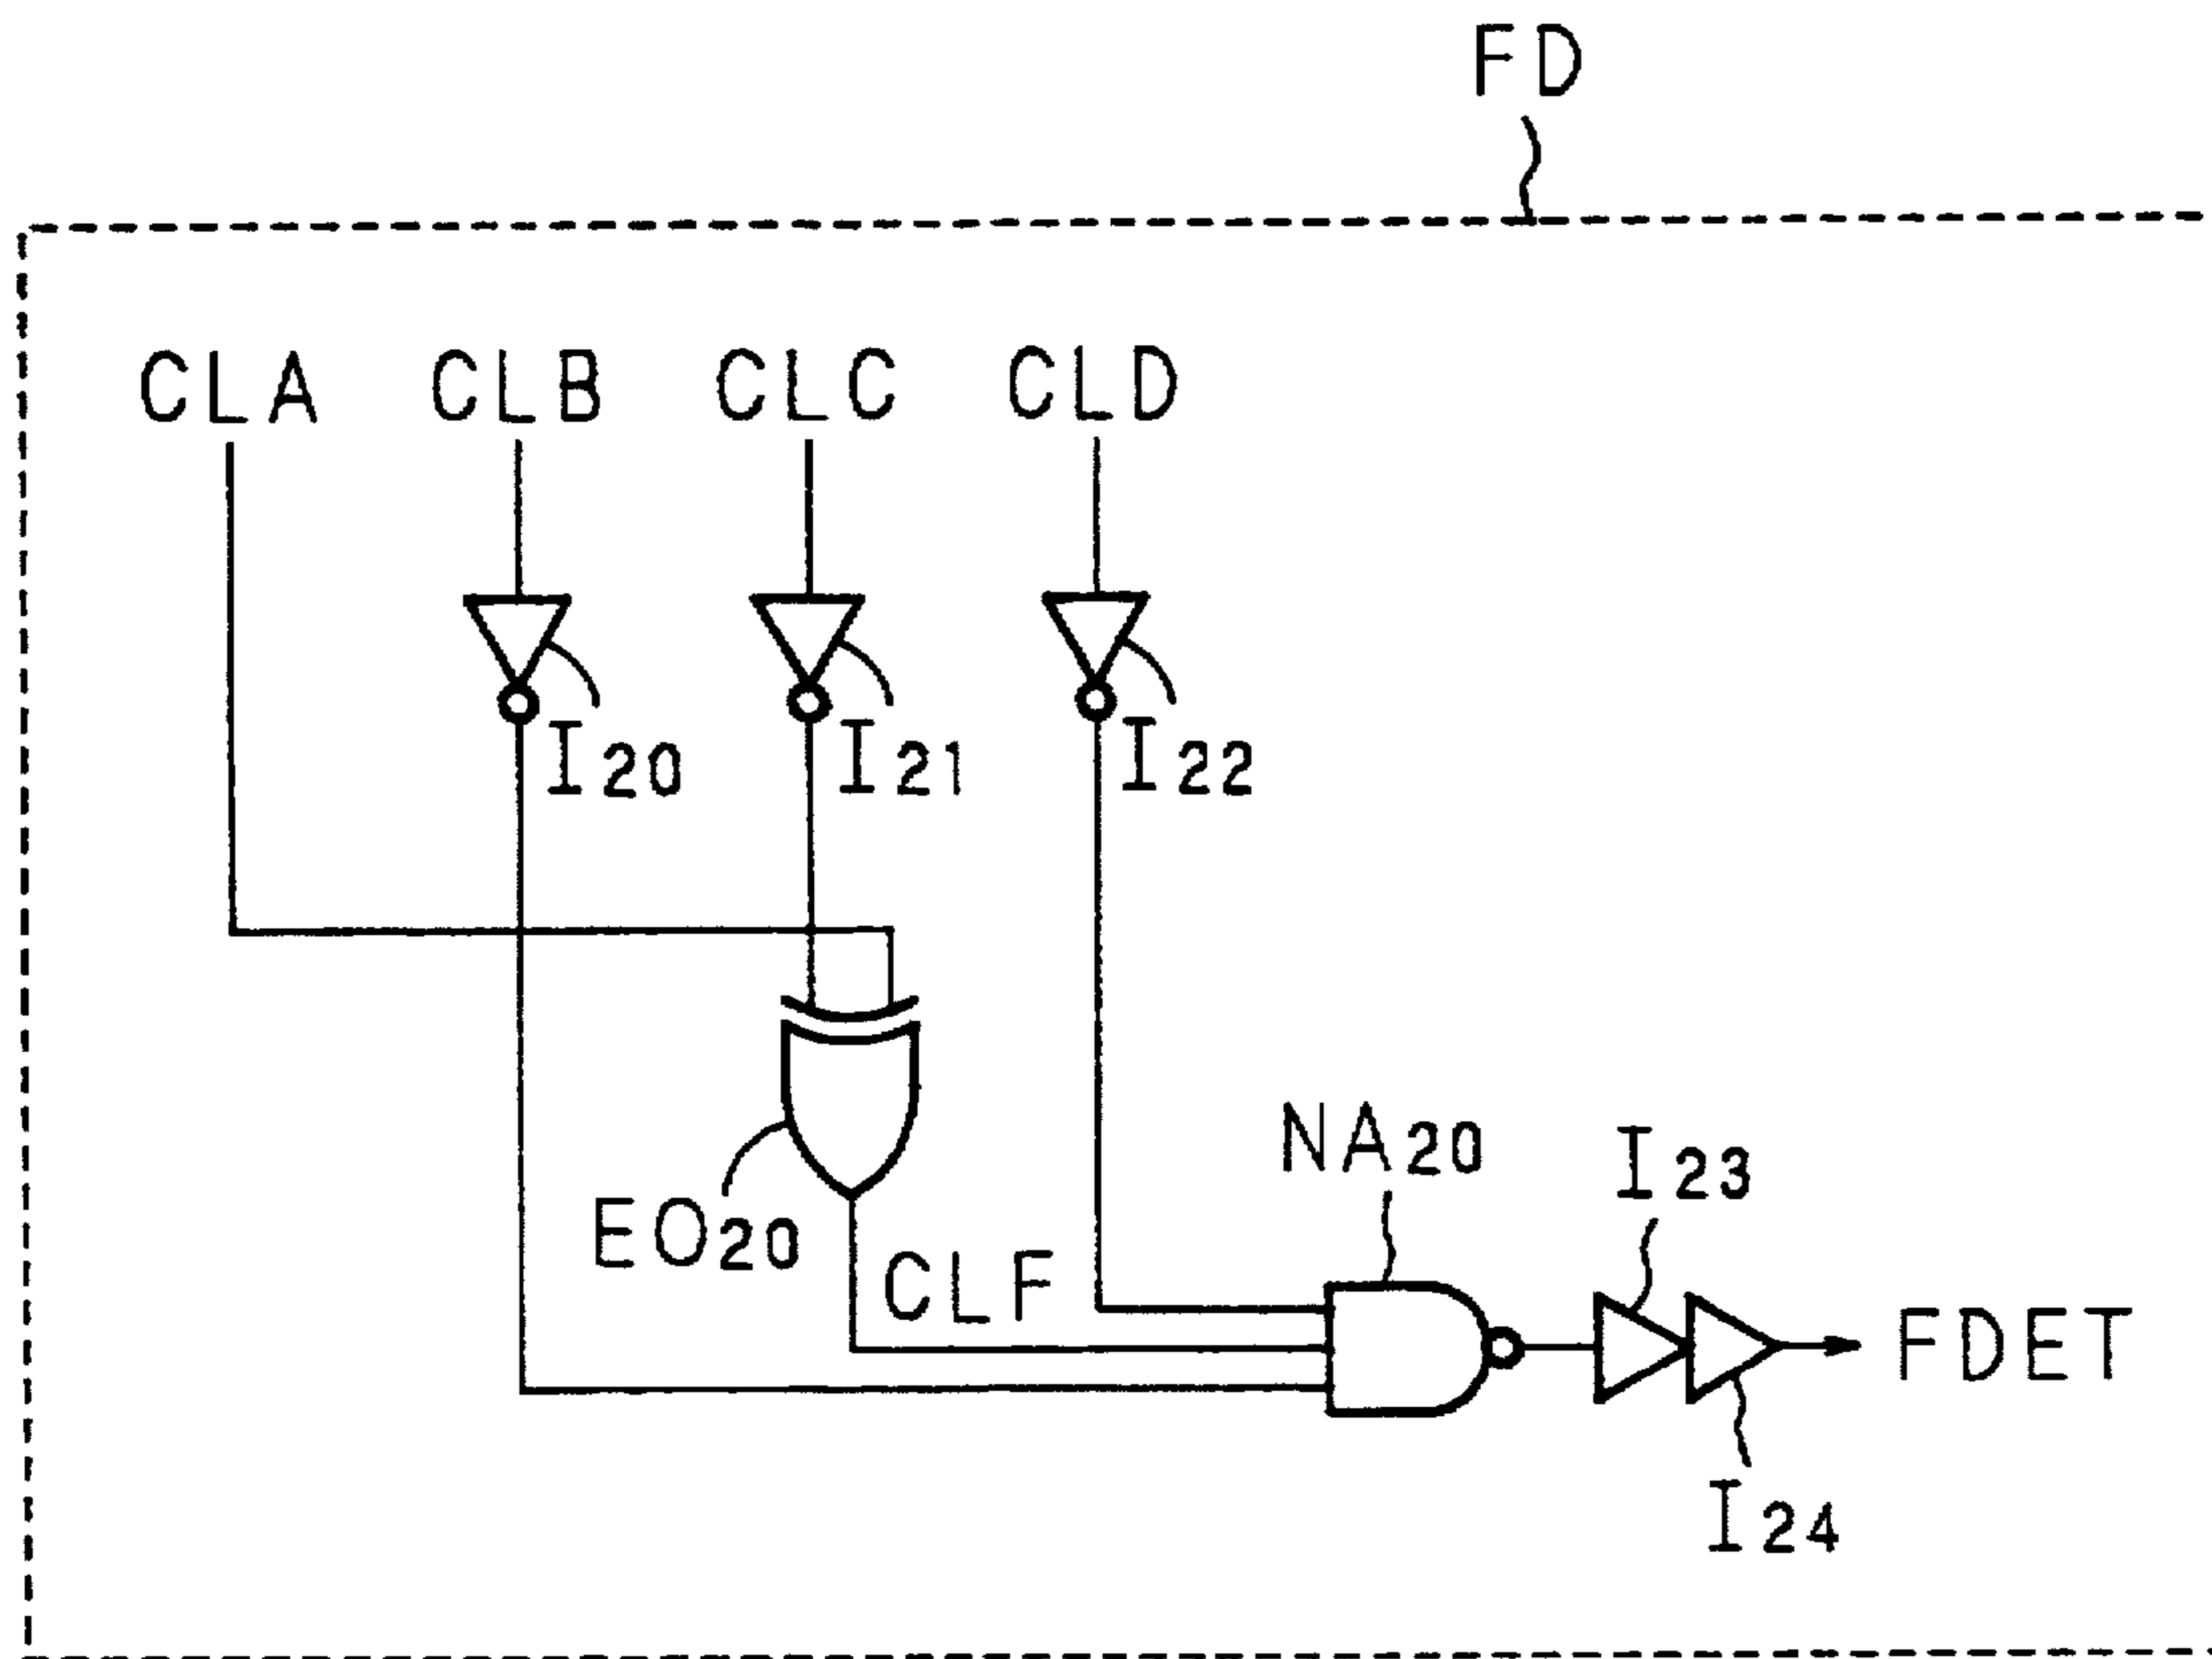 FD
CLA CLB CLC CLD
I20 I21 I22
NA20
I23
EO20
CLF
FDET
I24